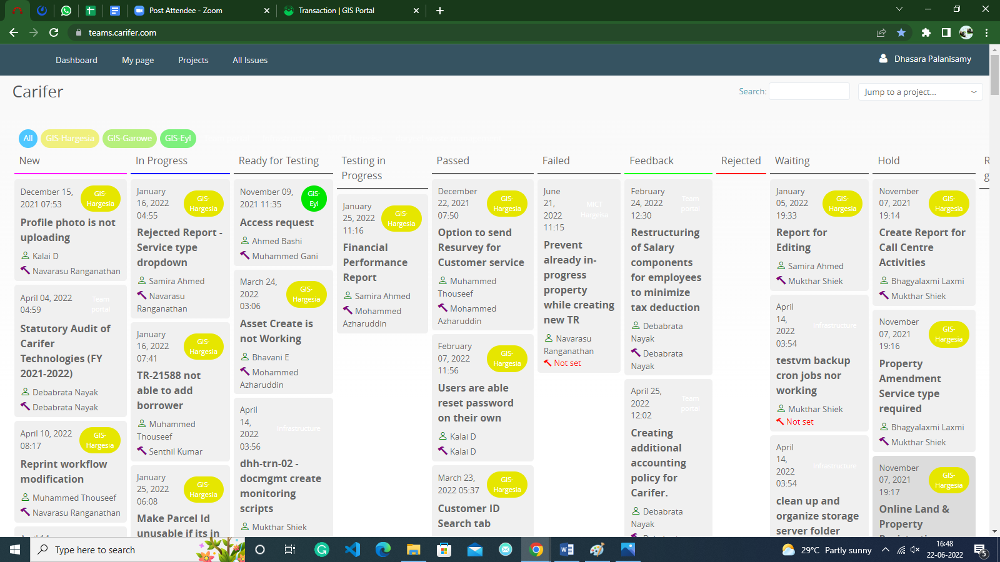 Post Attendee - Zoom
Transaction | GIS Portal
teams.carifer.com
Dashboard
My page
Projects
All Issues
Dhasara Palanisamy
Carifer
Search:
Jump to a project...
All
GIS-Hargesia
GIS-Garowe
GIS-Eyl
New
December 15,
2021 07:53
GIS-
Hargesia
Profile photo is not
uploading
Kalai D
Navarasu Ranganathan
April 04, 2022
04:59
Team
portal
Statutory Audit of
Carifer
Technologies (FY
2021-2022)
Debabrata Nayak
Debabrata Nayak
April 10, 2022
08:17
GIS-
Hargesia
Reprint workflow
modification
Muhammed Thouseef
Navarasu Ranganathan
In Progress
January
16, 2022
04:55
GIS-
Hargesia
Rejected Report -
Service type
dropdown
Samira Ahmed
Navarasu
Ranganathan
January
16, 2022
07:41
GIS-
Hargesia
TR-21588 not
able to add
borrower
Muhammed
Thouseef
Senthil Kumar
January
25, 2022
06:08
GIS-
Hargesia
Make Parcel Id
unusable if its in
Ready for Testing
November 09,
2021 11:35
GIS-
Eyl
Access request
Ahmed Bashi
Muhammed Gani
March 24,
2022
03:06
GIS-
Hargesia
Asset Create is
not Working
Bhavani E
Mohammed
Azharuddin
April
14,
2022
03:56
Infrastructure
dhh-trn-02 -
docmgmt create
monitoring
scripts
Mukthar Shiek
Testing in
Progress
January
25, 2022
11:16
GIS-
Hargesia
Financial
Performance
Report
Samira Ahmed
Mohammed
Azharuddin
Passed
December
22, 2021
07:50
GIS-
Hargesia
Option to send
Resurvey for
Customer service
Muhammed
Thouseef
Mohammed
Azharuddin
February
07, 2022
11:56
GIS-
Hargesia
Users are able
reset password
on their own
Kalai D
Kalai D
March 23,
2022 05:37
GIS-
Hargesia
Customer ID
Search tab
Failed
June
21,
2022
11:15
MICT
Hargeisa
Prevent
already in-
progress
property
while creating
new TR
Navarasu
Ranganathan
Not set
Feedback
February
24, 2022
12:30
Team
portal
Restructuring
of Salary
components
for employees
to minimize
tax deduction
Debabrata
Nayak
Debabrata
Nayak
April 25,
2022
12:02
Team
portal
Creating
additional
accounting
policy for
Carifer.
Debabrata
Nayak
Rejected
Waiting
January
05, 2022
19:33
GIS-
Hargesia
Report for
Editing
Samira Ahmed
Mukthar Shiek
April
14,
2022
03:54
Infrastructure
testvm backup
cron jobs nor
working
Mukthar Shiek
Not set
April
14,
2022
03:54
Infrastructure
clean up and
organize storage
server folder
Hold
November
07, 2021
19:14
GIS-
Hargesia
Create Report for
Call Centre
Activities
Bhagyalaxmi Laxmi
Mukthar Shiek
November
07, 2021
19:16
GIS-
Hargesia
Property
Amendment
Service type
required
Bhagyalaxmi Laxmi
Mukthar Shiek
November
07, 2021
19:17
GIS-
Hargesia
Online Land &
Property
R
g
Type here to search
29°C Partly sunny
16:48
22-06-2022
5